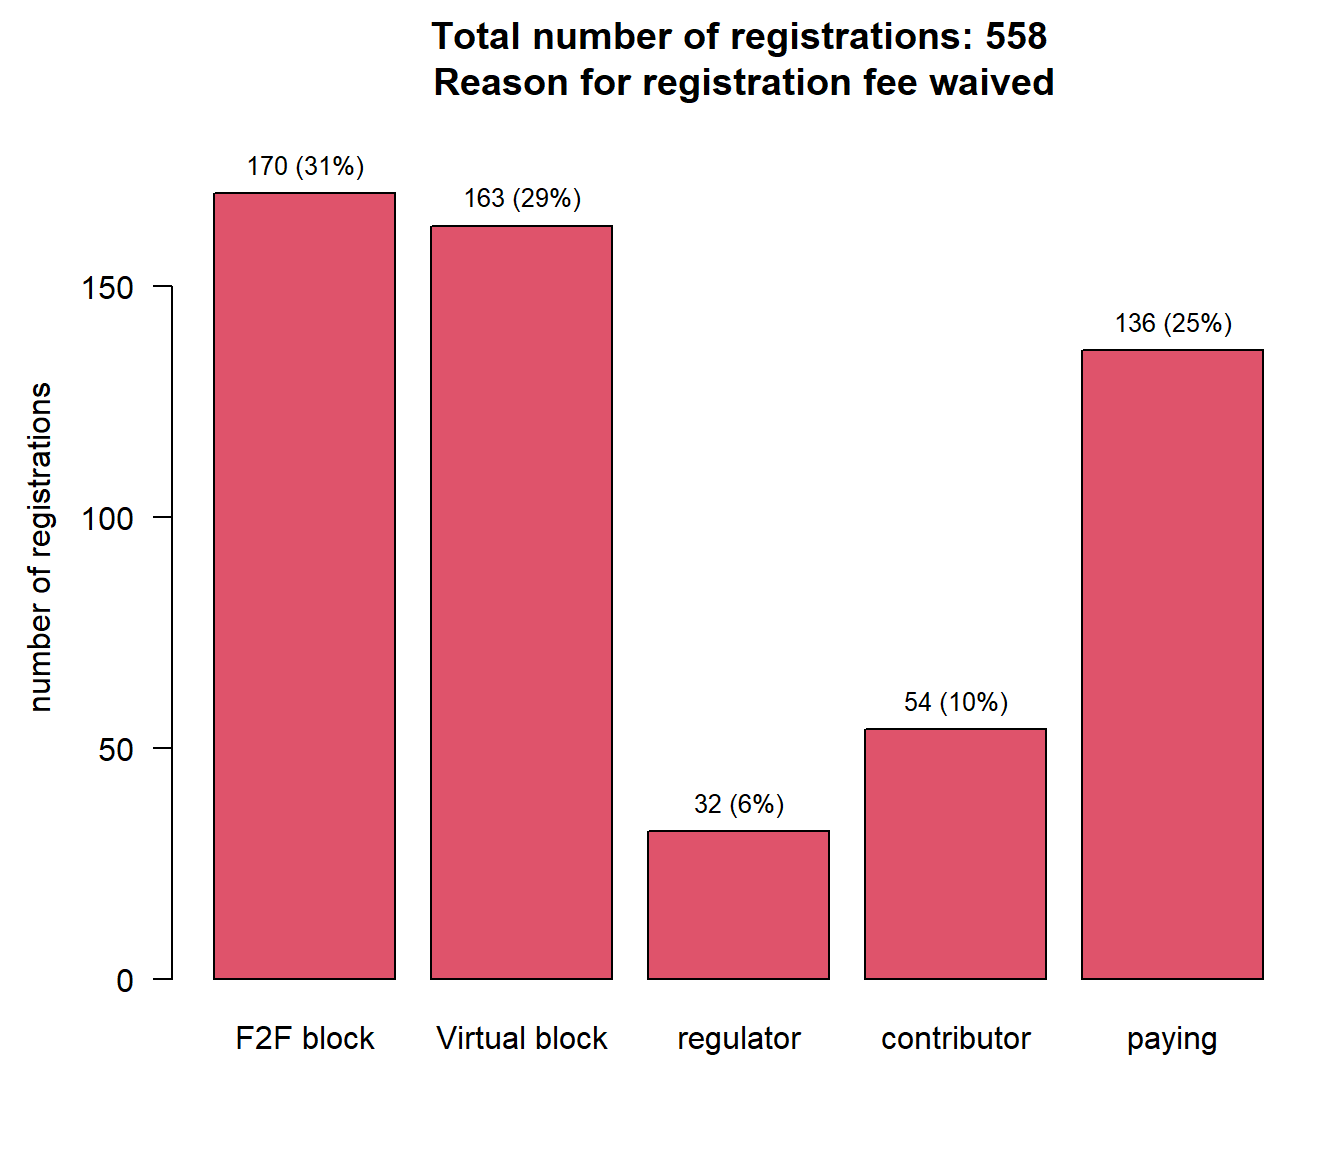 Total number of registrations: 558
Reason for registration fee waived
170 (31%)
163 (29%)
136 (25%)
54 (10%)
32 (6%)
150
100
50
0
number of registrations
F2F block
Virtual block
regulator
contributor
paying